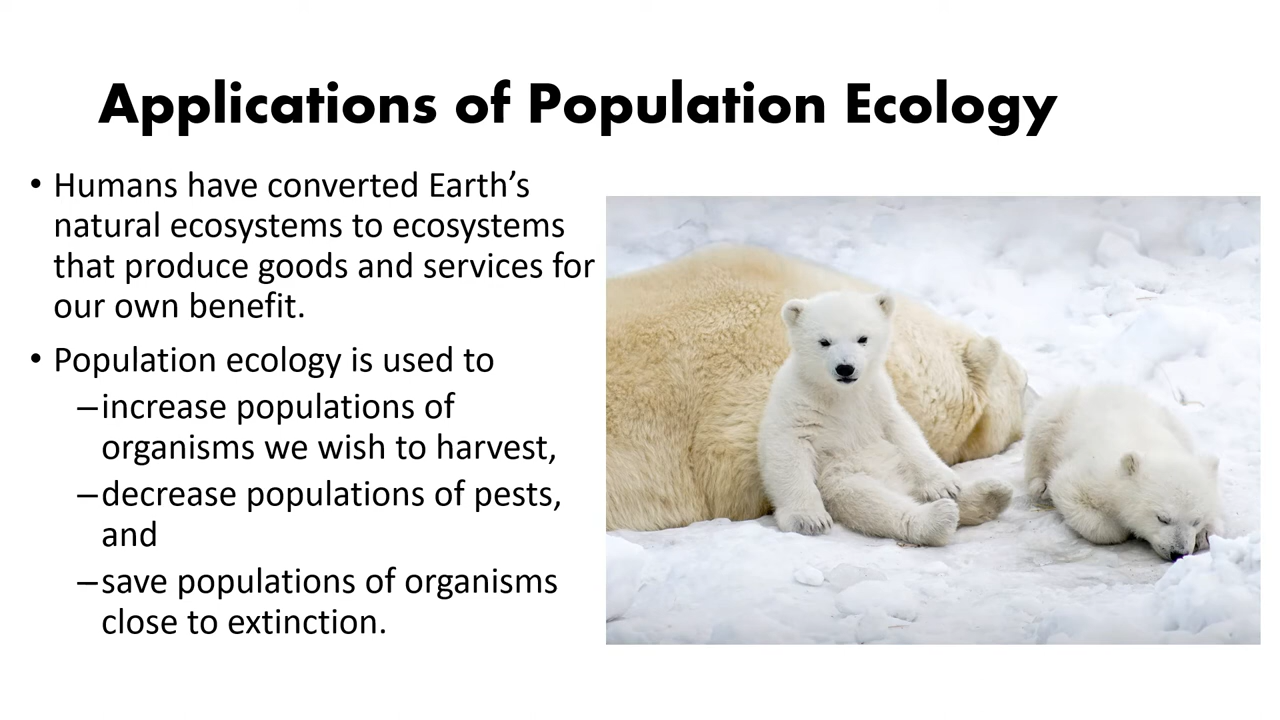 Applications of Population Ecology
• Humans have converted Earth’s
natural ecosystems to ecosystems
that produce goods and services for
our own benefit.
• Population ecology is used to
–increase populations of
organisms we wish to harvest,
–decrease populations of pests,
and
–save populations of organisms
close to extinction.